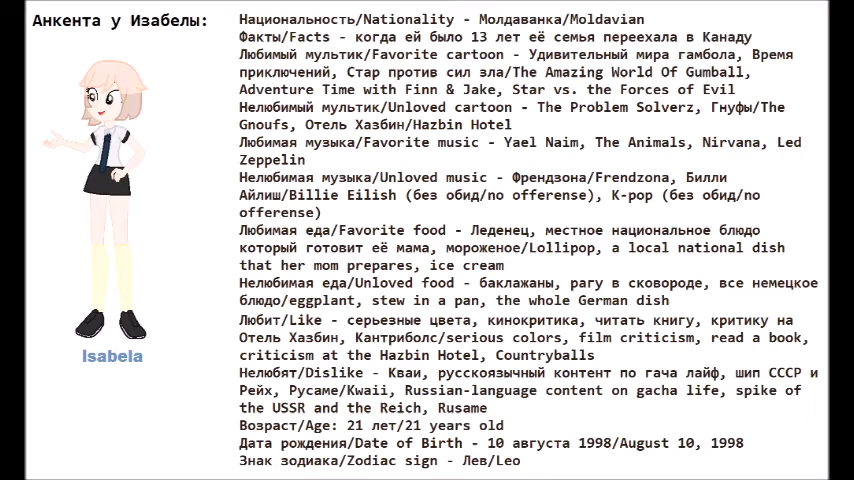 Анкента у Изабелы:
Национальность/Nationality - Молдаванка/Moldavian
Факты/Facts - когда ей было 13 лет её семья переехала в Канаду
Любимый мультик/Favorite cartoon - Удивительный мира гамбола, Время
приключений, Стар против сил зла/The Amazing World Of Gumball,
Adventure Time with Finn & Jake, Star vs. the Forces of Evil
Нелюбимый мультик/Unloved cartoon - The Problem Solverz, Гнуфы/The
Gnoufs, Отель Хазбин/Hazbin Hotel
Любимая музыка/Favorite music - Yael Naim, The Animals, Nirvana, Led
Zeppelin
Нелюбимая музыка/Unloved music - Френдзона/Frendzona, Билли
Айлиш/Billie Eilish (без обид/no offerense), K-pop (без обид/no
offerense)
Любимая еда/Favorite food - Леденец, местное национальное блюдо
который готовит её мама, мороженое/Lollipop, a local national dish
that her mom prepares, ice cream
Нелюбимая еда/Unloved food - баклажаны, рагу в сковороде, все немецкое
блюдо/eggplant, stew in a pan, the whole German dish
Любит/Like - серьезные цвета, кинокритика, читать книгу, критику на
Отель Хазбин, Кантриболс/serious colors, film criticism, read a book,
criticism at the Hazbin Hotel, Countryballs
Нелюбят/Dislike - Кваи, русскоязычный контент по гача лайф, шип СССР и
Рейх, Русаме/Kwaii, Russian-language content on gacha life, spike of
the USSR and the Reich, Rusame
Возраст/Age: 21 лет/21 years old
Дата рождения/Date of Birth - 10 августа 1998/August 10, 1998
Знак зодиака/Zodiac sign - Лев/Leo
Isabela